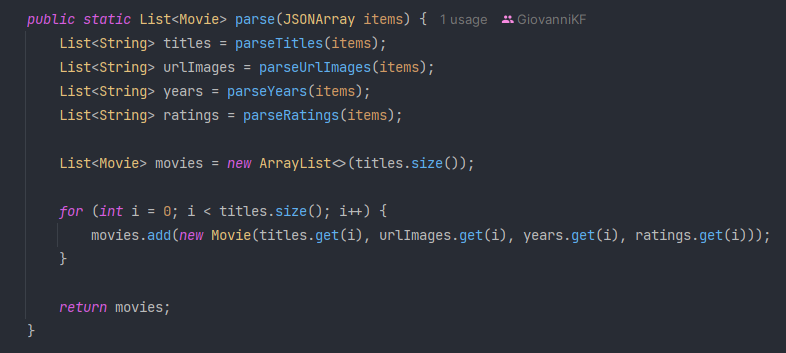 public static List<Movie> parse(JSONArray items) { 1 usage GiovanniKF
List<String> titles = parseTitles(items);
List<String> urlImages = parseUrlImages(items);
List<String> years = parseYears(items);
List<String> ratings = parseRatings(items);
List<Movie> movies = new ArrayList<>(titles.size());
for (int i = 0; i < titles.size(); i++) {
movies.add(new Movie(titles.get(i), urlImages.get(i), years.get(i), ratings.get(i)));
}
return movies;
}